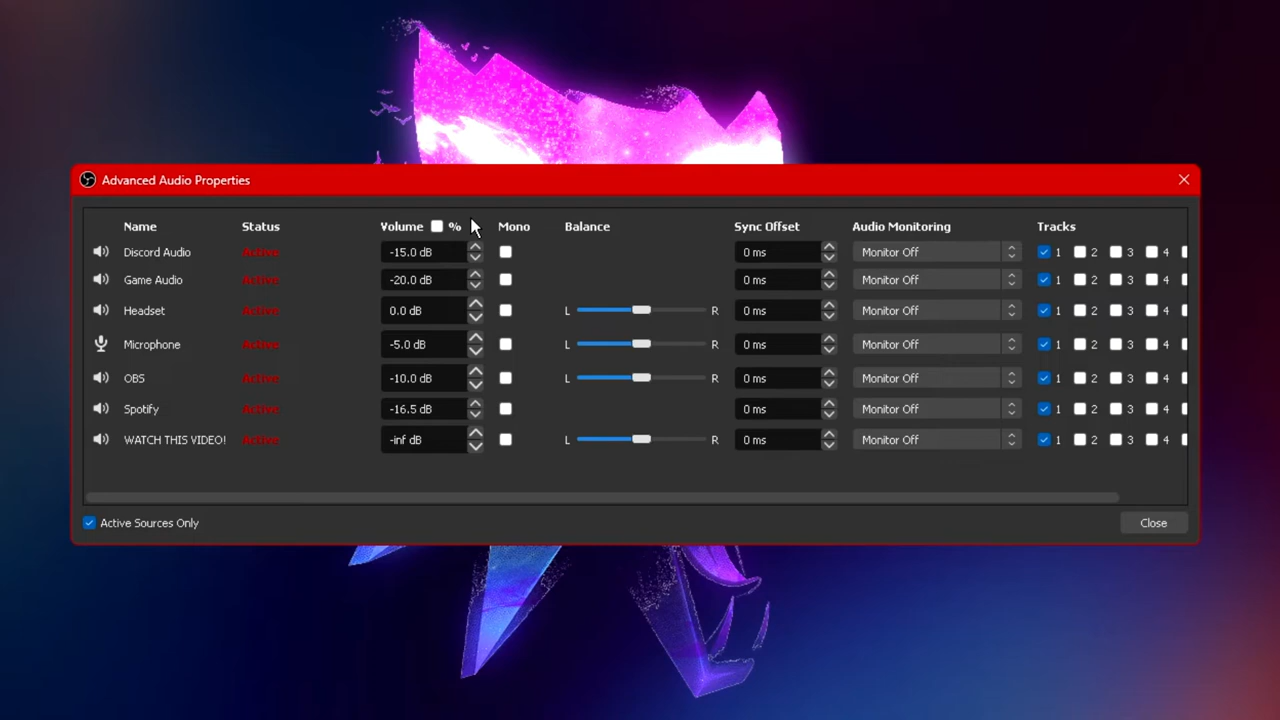 Advanced Audio Properties
Name Status Volume % Mono Balance Sync Offset Audio Monitoring Tracks
Discord Audio Active -15.0 dB 0 ms Monitor Off 1 2 3 4
Game Audio Active -20.0 dB 0 ms Monitor Off 1 2 3 4
Headset Active 0.0 dB L R 0 ms Monitor Off 1 2 3 4
Microphone Active -5.0 dB L R 0 ms Monitor Off 1 2 3 4
OBS Active -10.0 dB L R 0 ms Monitor Off 1 2 3 4
Spotify Active -16.5 dB 0 ms Monitor Off 1 2 3 4
WATCH THIS VIDEO! Active -inf dB L R 0 ms Monitor Off 1 2 3 4
Active Sources Only Close